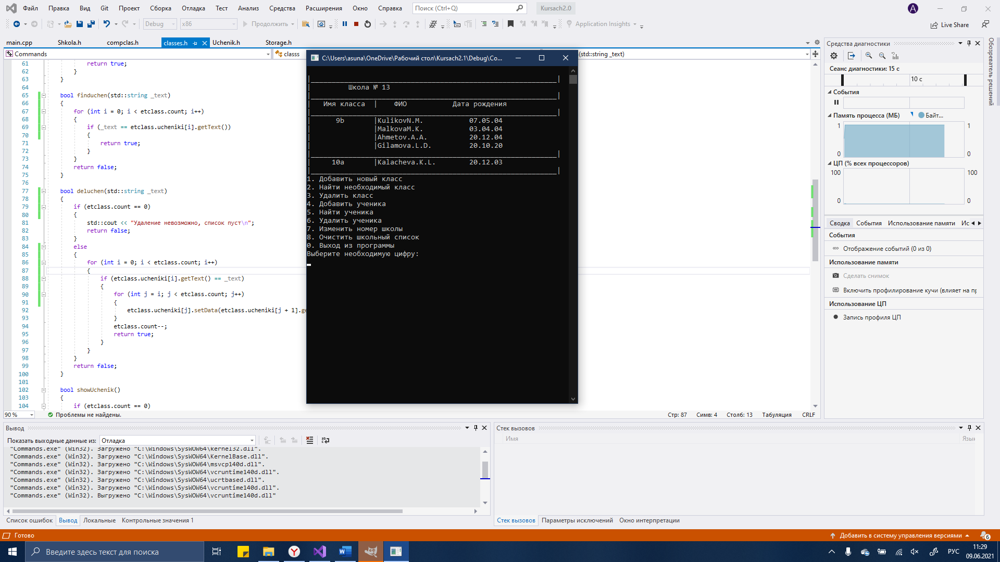 Файл Правка Вид Git Проект Сборка Отладка Тест Анализ Средства Расширения Окно Справка Поиск (Ctrl+Q) Kursach2.0 A
Debug x86 Продолжить Application Insights Live Share
main.cpp Shkola.h compclas.h classes.h Uchenik.h Storage.h
Commands classs (std::string _text)
61 return true;
62 }
63 }
64
65 bool finduchen(std::string _text)
66 {
67 for (int i = 0; i < etclass.count; i++)
68 {
69 if (_text == etclass.ucheniki[i].getText())
70 {
71 return true;
72 }
73 }
74 return false;
75 }
76
77 bool deluchen(std::string _text)
78 {
79 if (etclass.count == 0)
80 {
81 std::cout << "Удаление невозможно, список пуст\n";
82 return false;
83 }
84 else
85 {
86 for (int i = 0; i < etclass.count; i++)
87 {
88 if (etclass.ucheniki[i].getText() == _text)
89 {
90 for (int j = i; j < etclass.count; j++)
91 {
92 etclass.ucheniki[j].setData(etclass.ucheniki[j + 1].ge
93 }
94 etclass.count--;
95 return true;
96 }
97 }
98 }
99 return false;
100 }
101
102 bool showUchenik()
103 {
104 if (etclass.count == 0)
90 % Проблемы не найдены. Стр: 87 Симв: 4 Столб: 13 Табуляция CRLF
C:\Users\asuna\OneDrive\Рабочий стол\Kursach2.1\Debug\Co...
|___________________________________________________________|
| Школа № 13
|___________________________________________________________|
| Имя класса | ФИО Дата рождения
|___________________________________________________________|
| 9b |KulikovN.M. 07.05.04
| |MalkovaM.K. 03.04.04
| |Ahmetov.A.A. 20.12.04
| |Gilamova.L.D. 20.10.20
|___________________________________________________________|
| 10a |Kalacheva.K.L. 20.12.03
|___________________________________________________________|
1. Добавить новый класс
2. Найти необходимый класс
3. Удалить класс
4. Добавить ученика
5. Найти ученика
6. Удалить ученика
7. Изменить номер школы
8. Очистить школьный список
0. Выход из программы
Выберите необходимую цифру:
Средства диагностики
Сеанс диагностики: 15 с
10 с
События
Память процесса (МБ) Байт...
1 1
0 0
ЦП (% всех процессоров)
100 100
0 0
Сводка События Использование памяти Ис
События
Отображение событий (0 из 0)
Использование памяти
Сделать снимок
Включить профилирование кучи (влияет на пр
Использование ЦП
Запись профиля ЦП
Обозреватель решений
Вывод
Показать выходные данные из: Отладка
"Commands.exe" (Win32). Загружено "C:\Windows\SysWOW64\kernel32.dll".
"Commands.exe" (Win32). Загружено "C:\Windows\SysWOW64\KernelBase.dll".
"Commands.exe" (Win32). Загружено "C:\Windows\SysWOW64\msvcp140d.dll".
"Commands.exe" (Win32). Загружено "C:\Windows\SysWOW64\vcruntime140d.dll".
"Commands.exe" (Win32). Загружено "C:\Windows\SysWOW64\ucrtbased.dll".
"Commands.exe" (Win32). Загружено "C:\Windows\SysWOW64\vcruntime140d.dll".
"Commands.exe" (Win32). Выгружено "C:\Windows\SysWOW64\vcruntime140d.dll"
Список ошибок Вывод Локальные Контрольные значения 1
Стек вызовов
Имя Язык
Стек вызовов Параметры исключений Окно интерпретации
Готово Добавить в систему управления версиями 6
Введите здесь текст для поиска РУС 11:29
09.06.2021